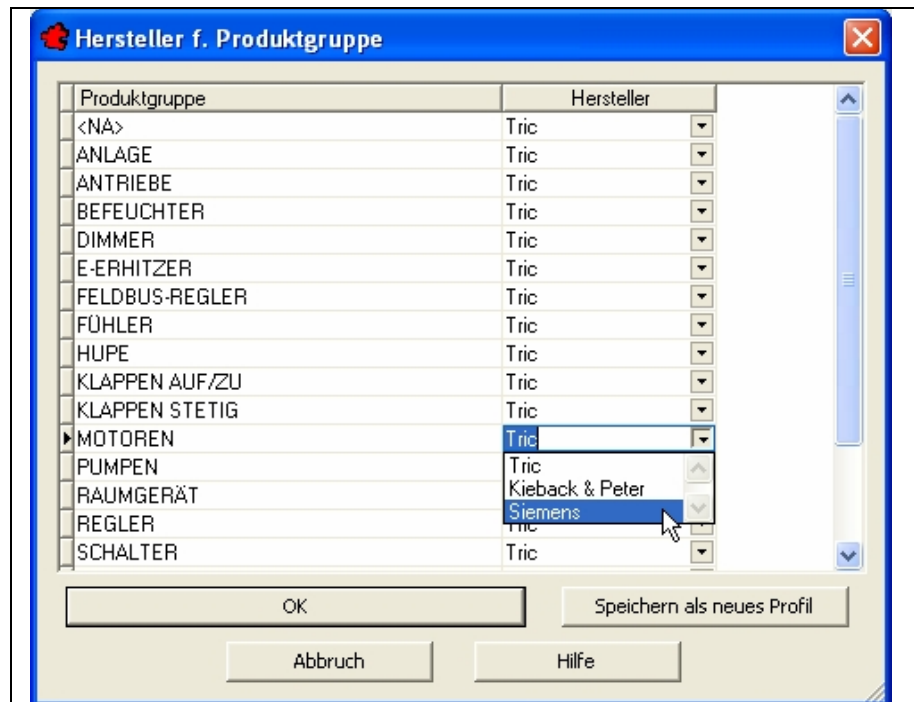 Hersteller f. Produktgruppe
Produktgruppe Hersteller
<NA> Tric
ANLAGE Tric
ANTRIEBE Tric
BEFEUCHTER Tric
DIMMER Tric
E-ERHITZER Tric
FELDBUS-REGLER Tric
FÜHLER Tric
HUPE Tric
KLAPPEN AUF/ZU Tric
KLAPPEN STETIG Tric
MOTOREN Tric
PUMPEN Tric
RAUMGERÄT Kieback & Peter
Siemens
REGLER Tric
SCHALTER Tric
OK Speichern als neues Profil
Abbruch Hilfe